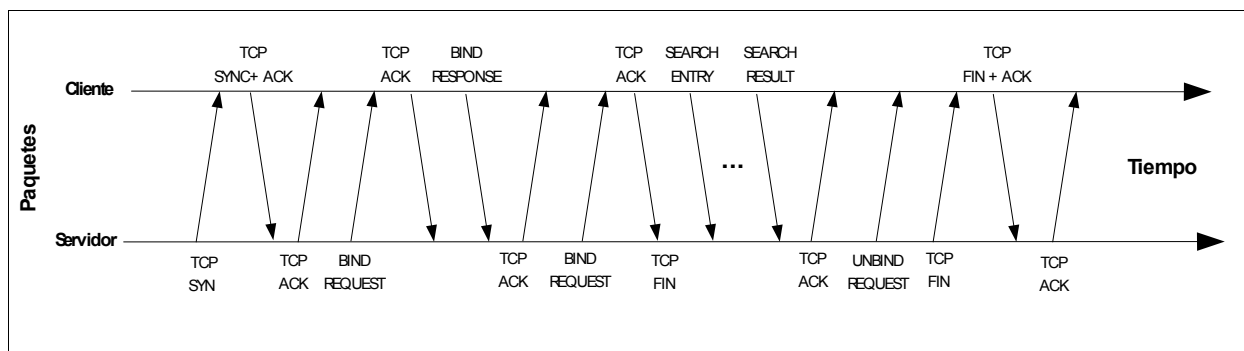 TCP
SYNC+ ACK
TCP
ACK
BIND
RESPONSE
TCP
ACK
SEARCH
ENTRY
SEARCH
RESULT
TCP
FIN + ACK
Cliente
Paquetes
...
Tiempo
Servidor
TCP
SYN
TCP
ACK
BIND
REQUEST
TCP
ACK
BIND
REQUEST
TCP
FIN
TCP
ACK
UNBIND
REQUEST
TCP
FIN
TCP
ACK